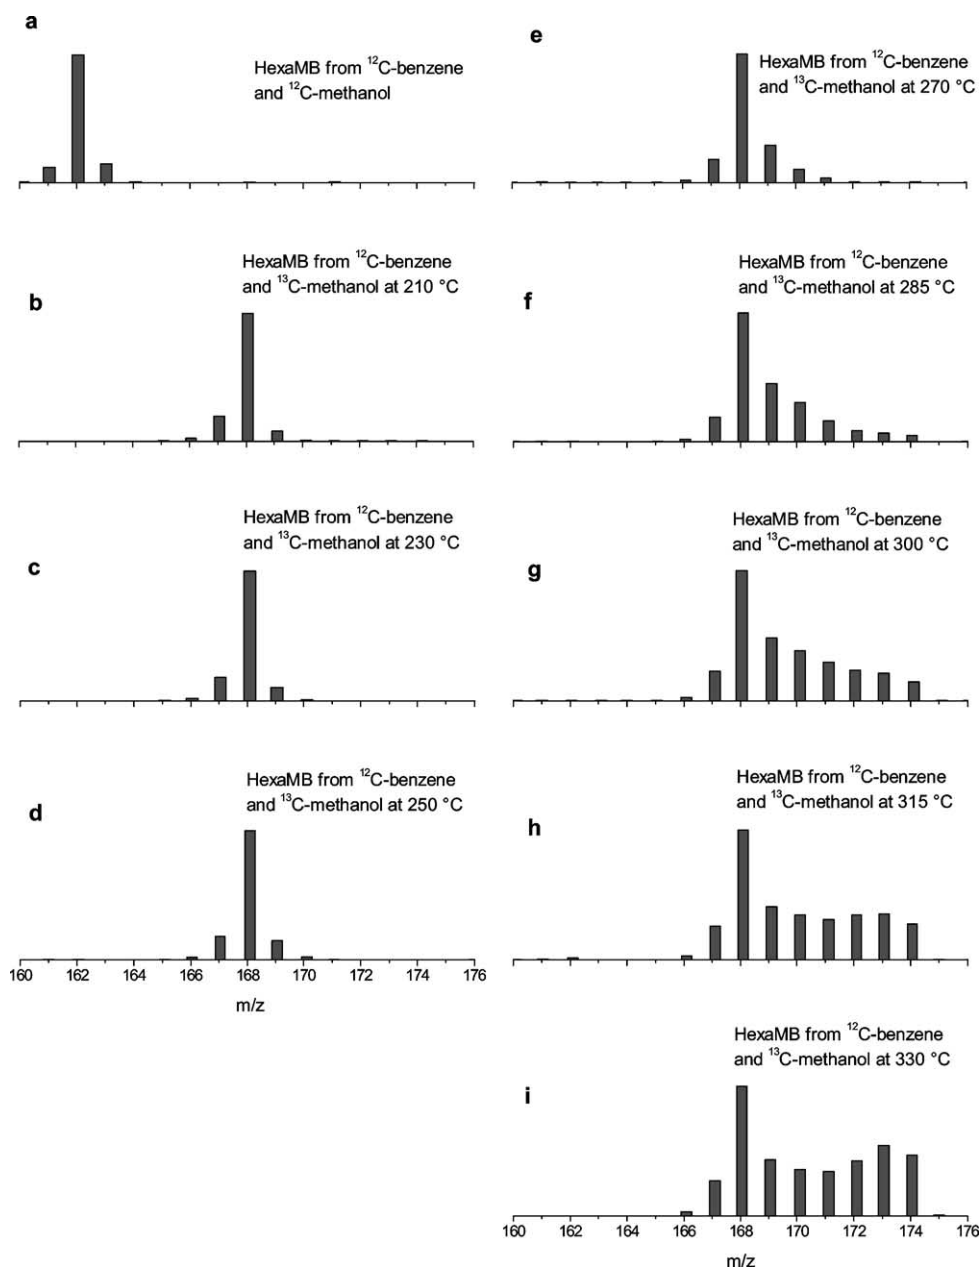 a
HexaMB from ¹²C-benzene
and ¹²C-methanol
b
HexaMB from ¹²C-benzene
and ¹³C-methanol at 210 °C
c
HexaMB from ¹²C-benzene
and ¹³C-methanol at 230 °C
d
HexaMB from ¹²C-benzene
and ¹³C-methanol at 250 °C
160 162 164 166 168 170 172 174 176
m/z
e
HexaMB from ¹²C-benzene
and ¹³C-methanol at 270 °C
f
HexaMB from ¹²C-benzene
and ¹³C-methanol at 285 °C
g
HexaMB from ¹²C-benzene
and ¹³C-methanol at 300 °C
h
HexaMB from ¹²C-benzene
and ¹³C-methanol at 315 °C
i
HexaMB from ¹²C-benzene
and ¹³C-methanol at 330 °C
160 162 164 166 168 170 172 174 176
m/z